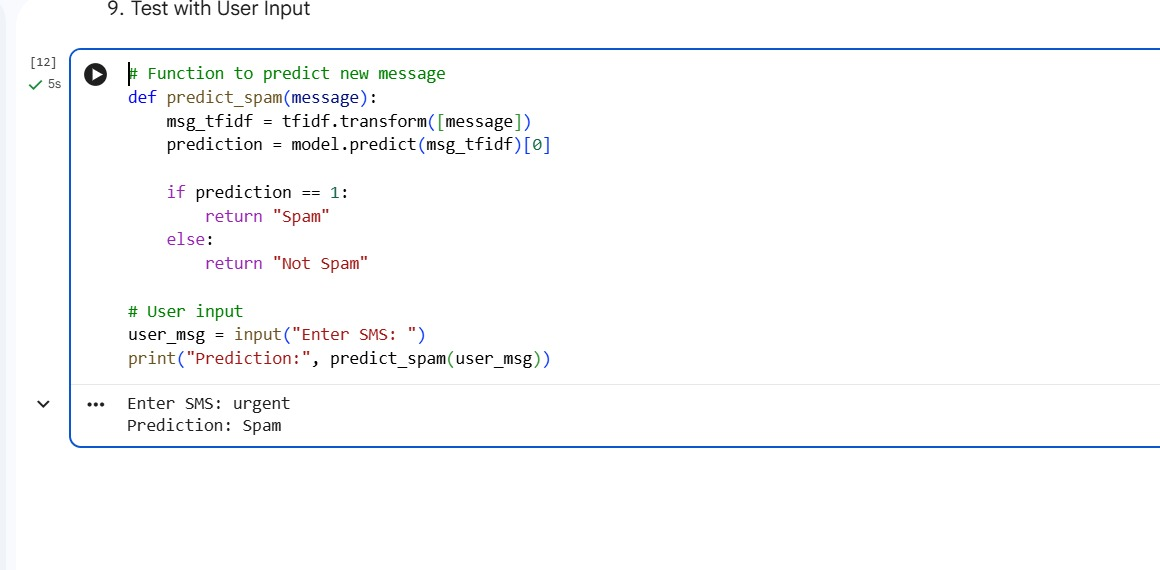 9. Test with User Input
[12]
5s
# Function to predict new message
def predict_spam(message):
    msg_tfidf = tfidf.transform([message])
    prediction = model.predict(msg_tfidf)[0]

    if prediction == 1:
        return "Spam"
    else:
        return "Not Spam"

# User input
user_msg = input("Enter SMS: ")
print("Prediction:", predict_spam(user_msg))
Enter SMS: urgent
Prediction: Spam